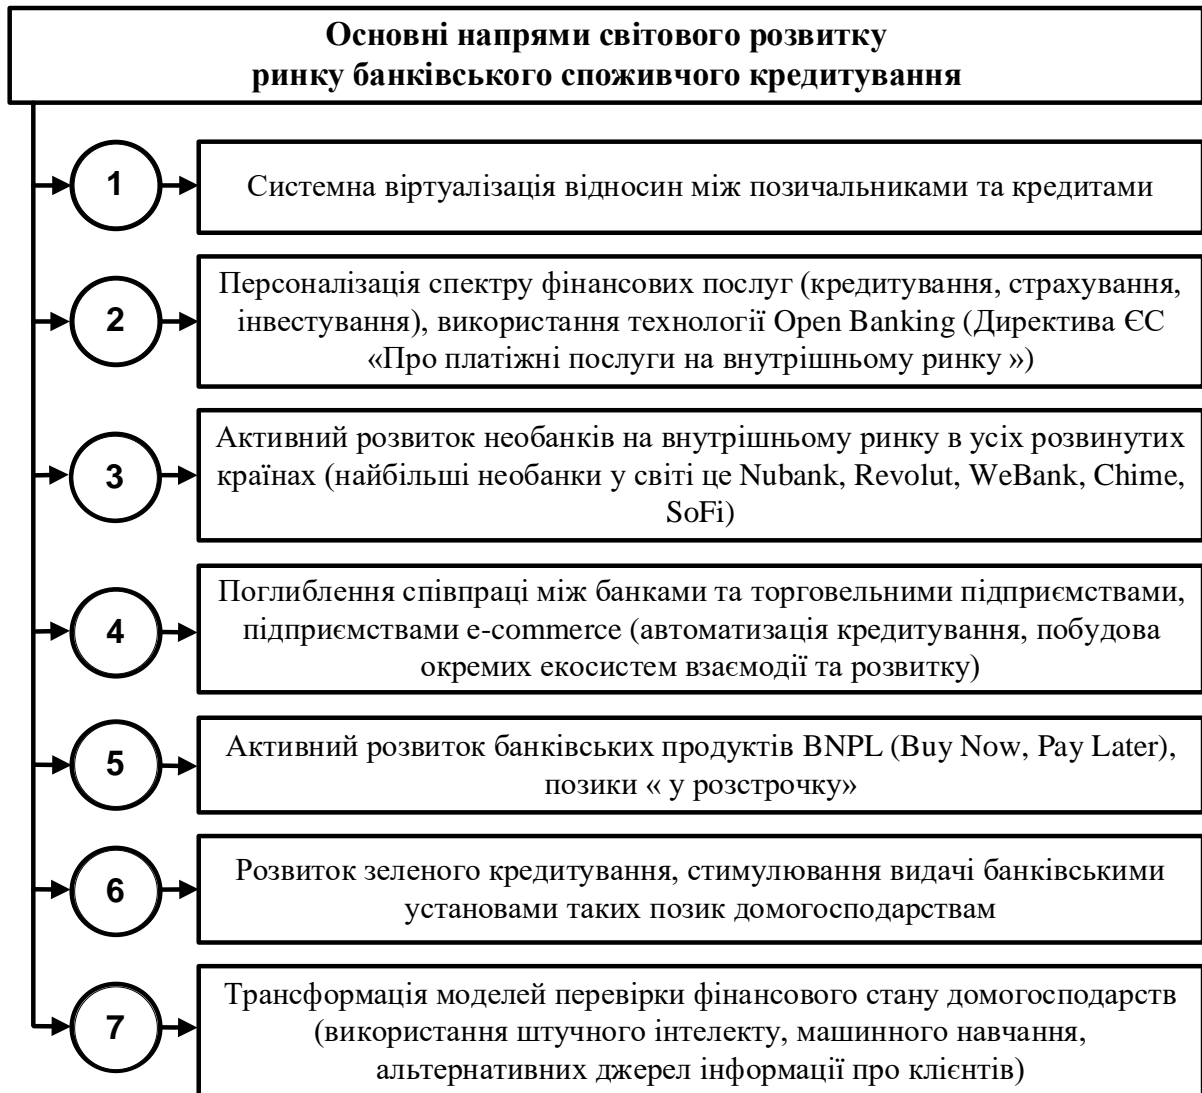 Основні напрями світового розвитку
ринку банківського споживчого кредитування
1
Системна віртуалізація відносин між позичальниками та кредитами
2
Персоналізація спектру фінансових послуг (кредитування, страхування,
інвестування), використання технології Open Banking (Директива ЄС
«Про платіжні послуги на внутрішньому ринку »)
3
Активний розвиток необанків на внутрішньому ринку в усіх розвинутих
країнах (найбільші необанки у світі це Nubank, Revolut, WeBank, Chime,
SoFi)
4
Поглиблення співпраці між банками та торговельними підприємствами,
підприємствами e-commerce (автоматизація кредитування, побудова
окремих екосистем взаємодії та розвитку)
5
Активний розвиток банківських продуктів BNPL (Buy Now, Pay Later),
позики « у розстрочку»
6
Розвиток зеленого кредитування, стимулювання видачі банківськими
установами таких позик домогосподарствам
7
Трансформація моделей перевірки фінансового стану домогосподарств
(використання штучного інтелекту, машинного навчання,
альтернативних джерел інформації про клієнтів)